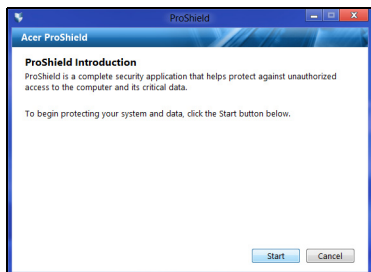 ProShield
Acer ProShield
ProShield Introduction
ProShield is a complete security application that helps protect against unauthorized
access to the computer and its critical data.
To begin protecting your system and data, click the Start button below.
Start Cancel